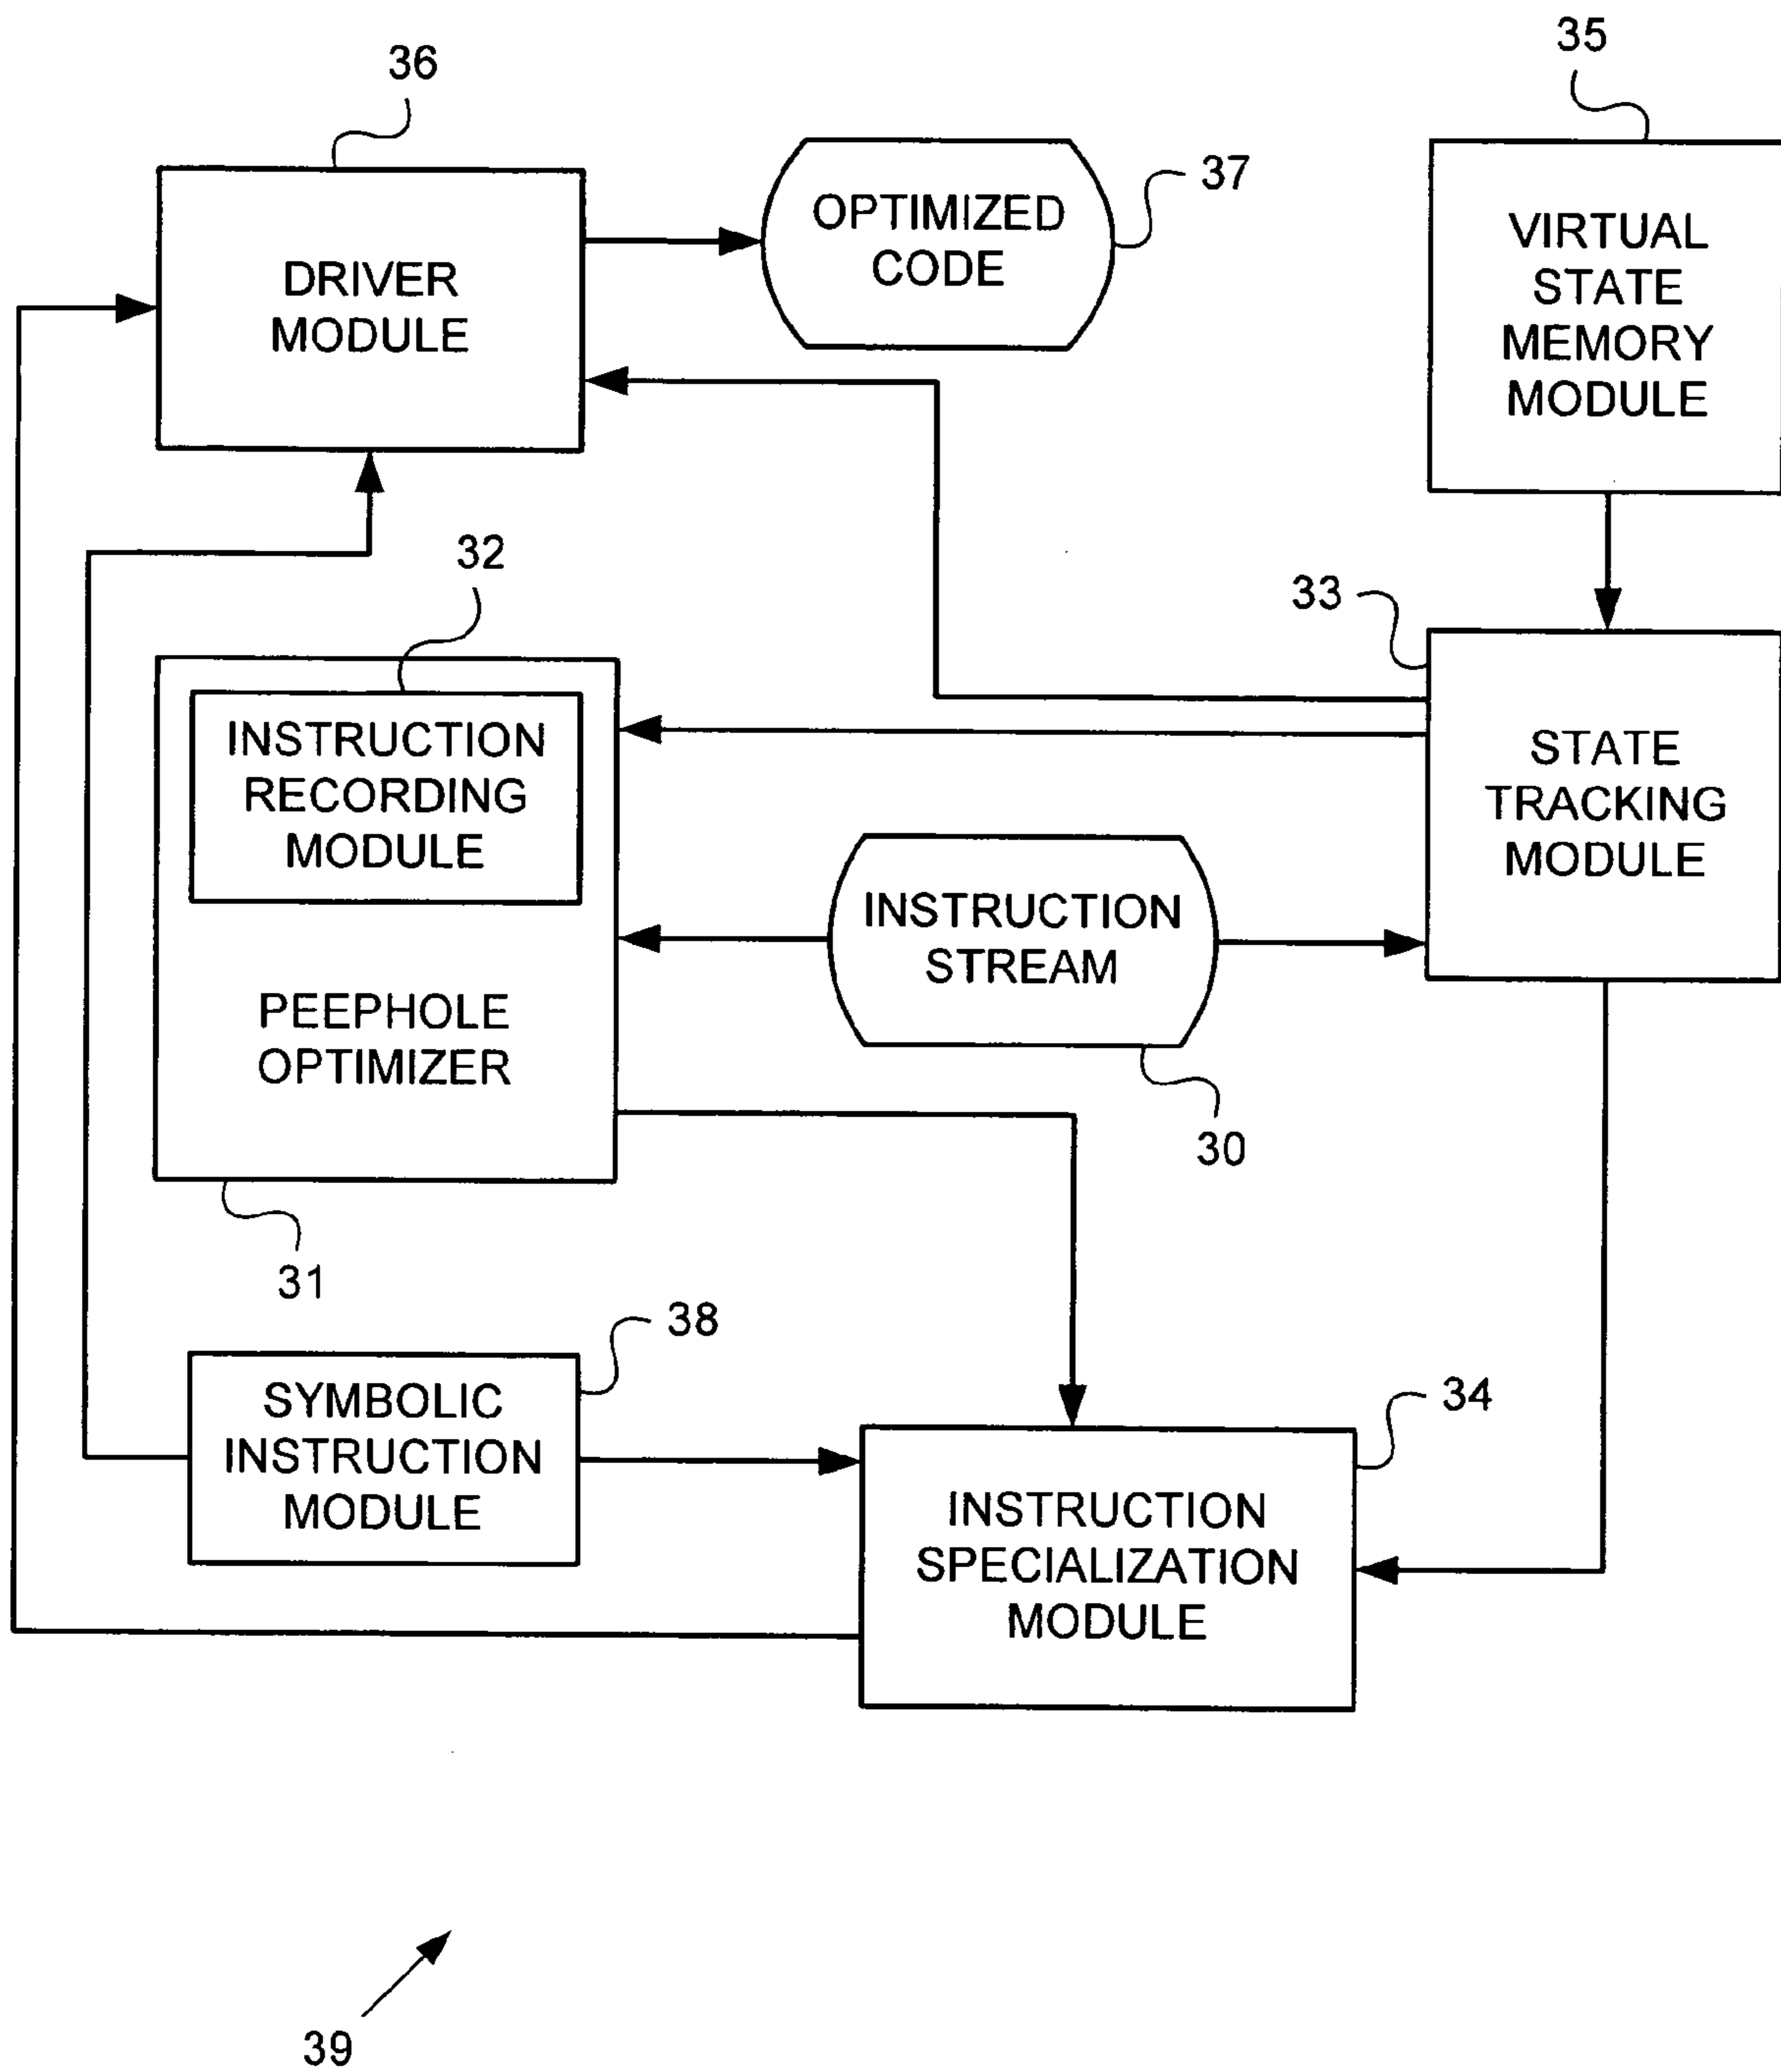 35
36
37
OPTIMIZED
CODE
VIRTUAL
STATE
MEMORY
MODULE
DRIVER
MODULE
32
33
INSTRUCTION
RECORDING
MODULE
STATE
TRACKING
MODULE
INSTRUCTION
STREAM
PEEPHOLE
OPTIMIZER
30
31
38
SYMBOLIC
INSTRUCTION
MODULE
34
INSTRUCTION
SPECIALIZATION
MODULE
39